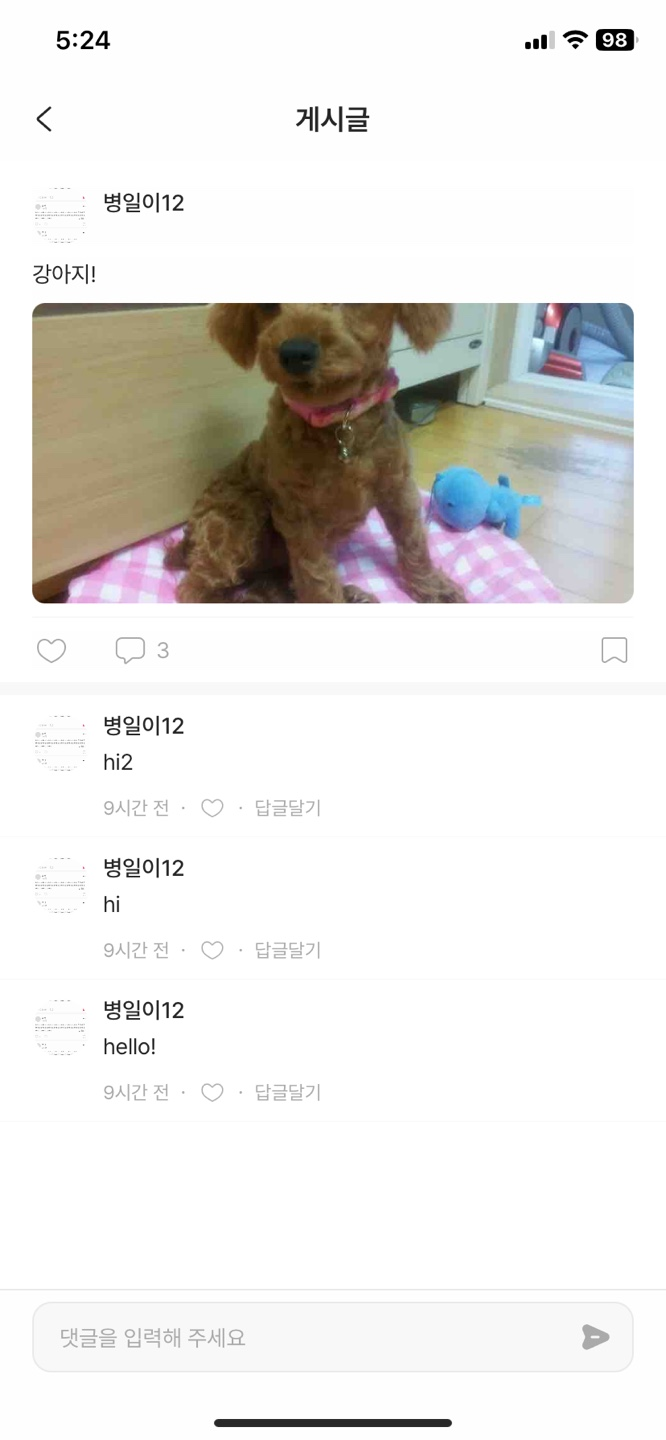 5:24
98
게시글
병일이12
강아지!
3
병일이12
hi2
9시간 전 · 답글달기
병일이12
hi
9시간 전 · 답글달기
병일이12
hello!
9시간 전 · 답글달기
댓글을 입력해 주세요